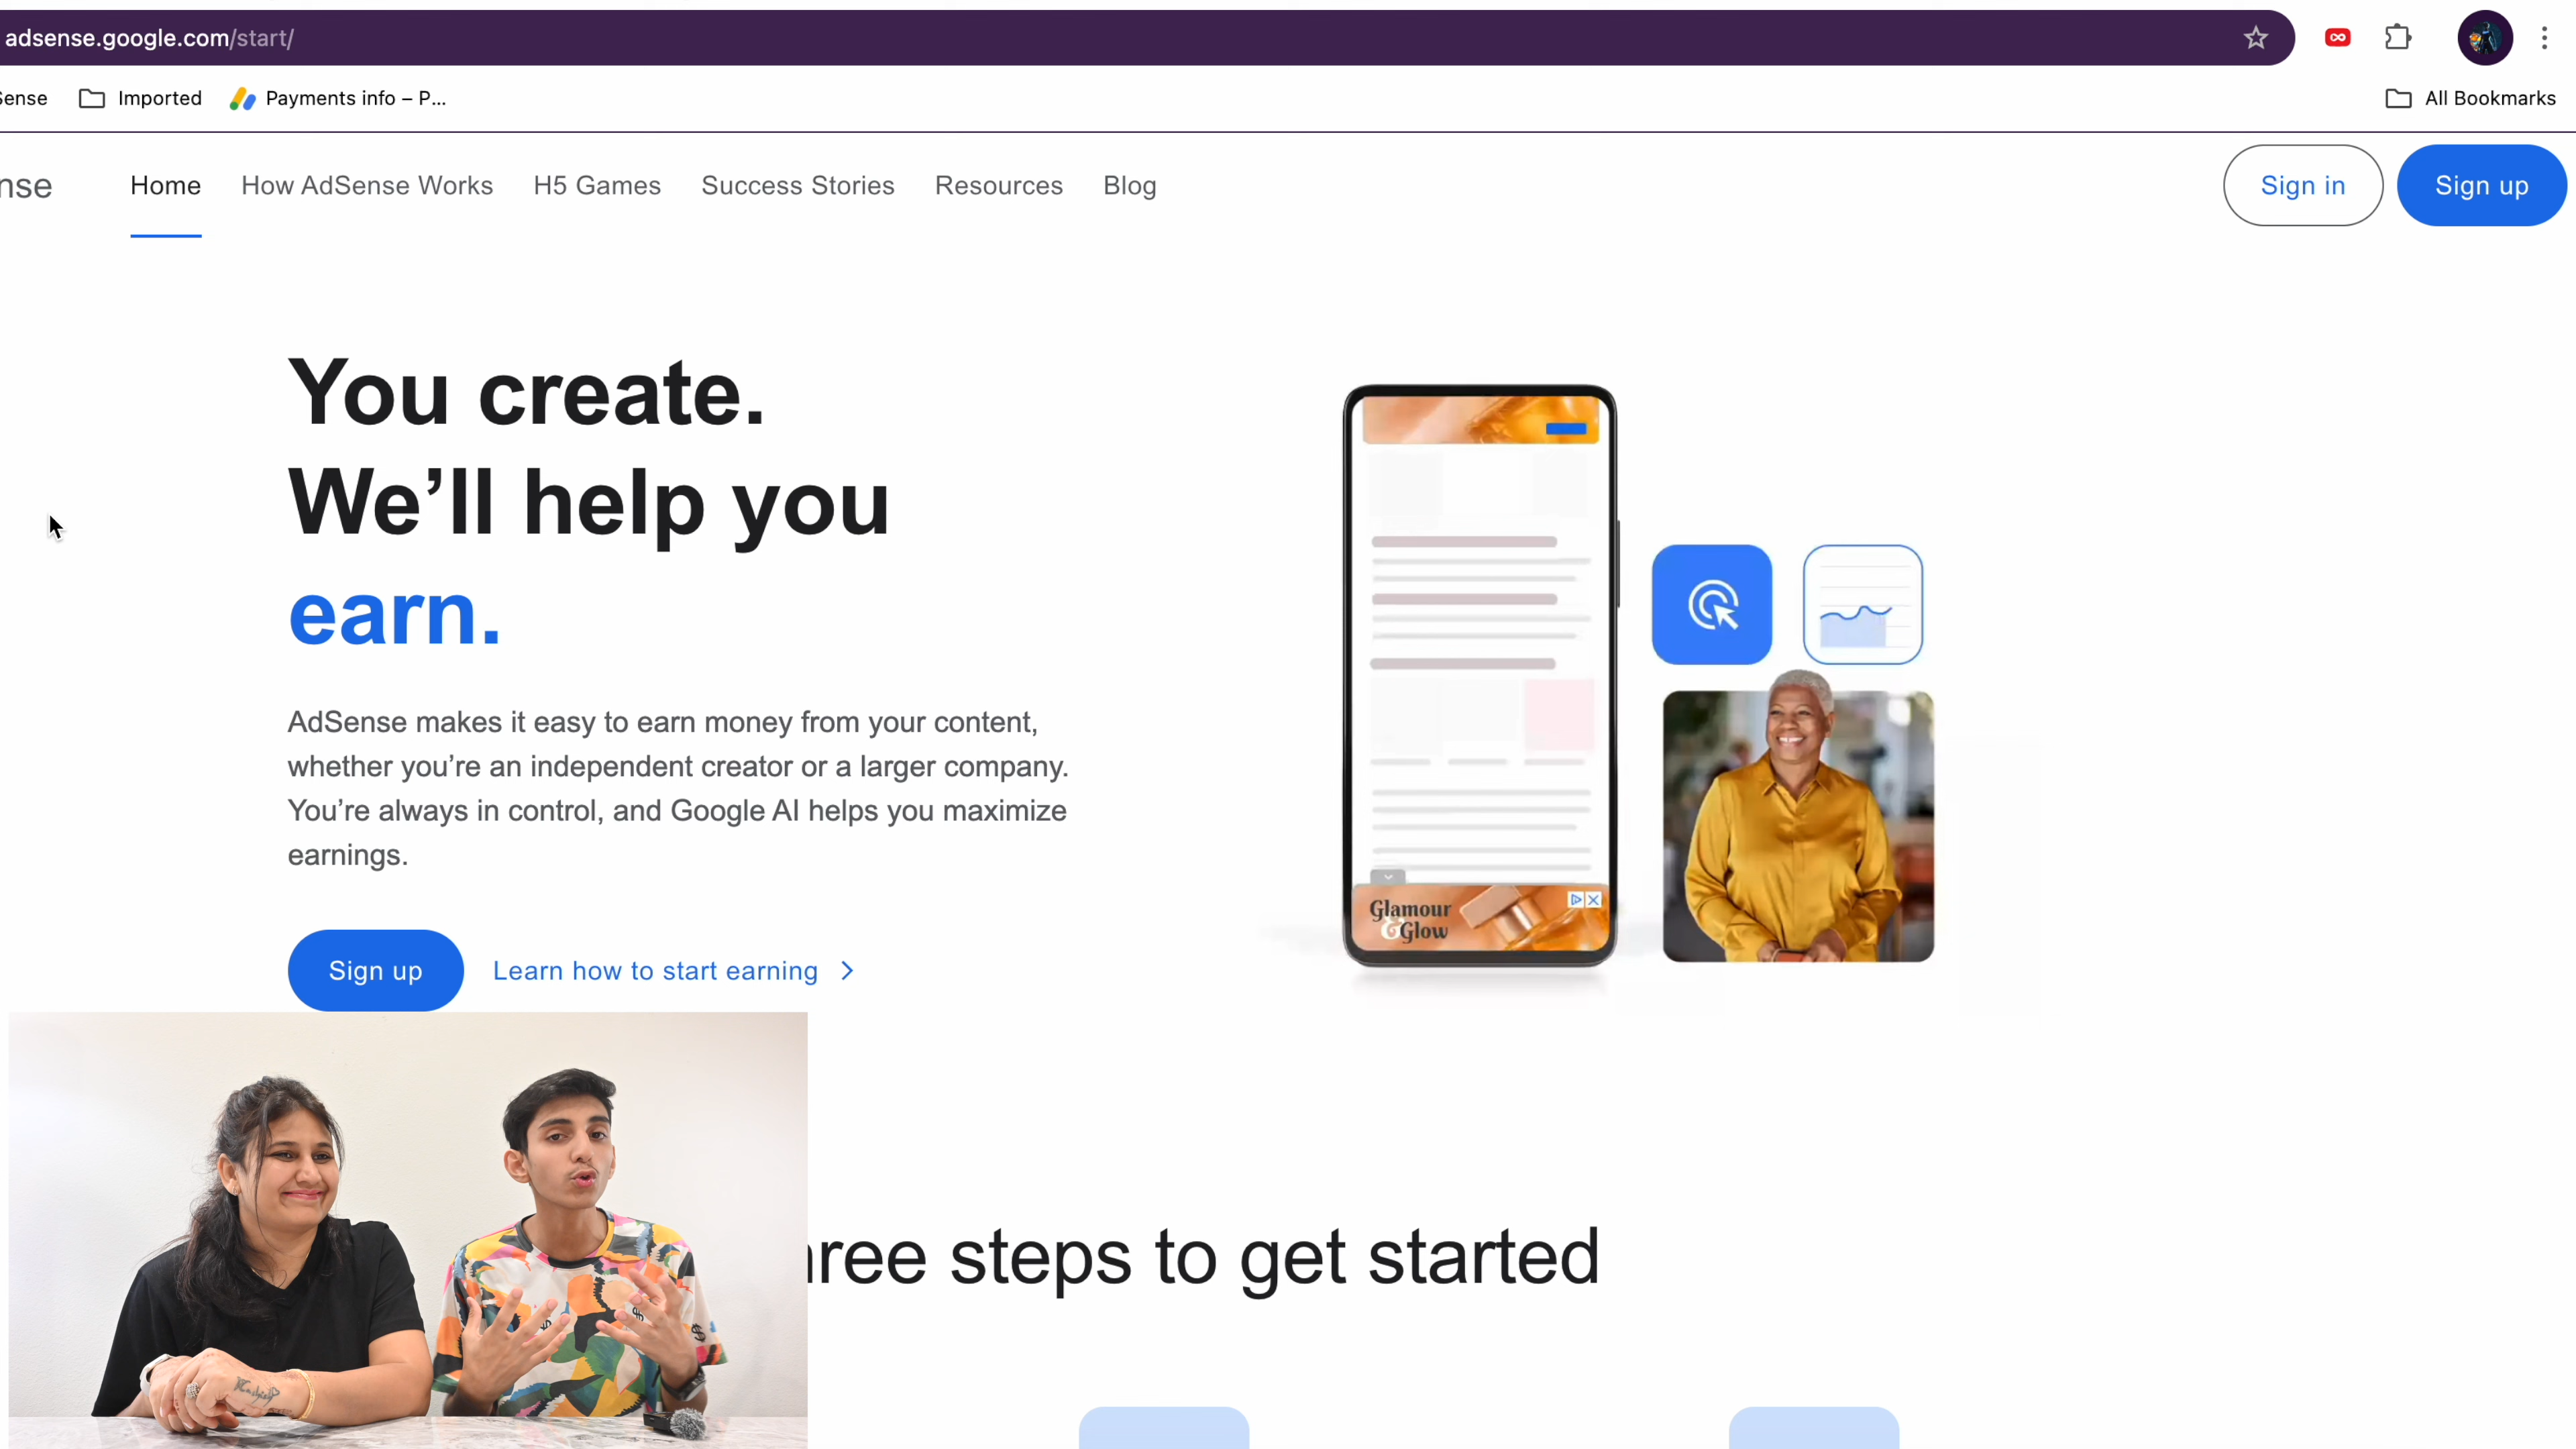 adsense.google.com/start/
Sense Imported Payments info – P... All Bookmarks
nse Home How AdSense Works H5 Games Success Stories Resources Blog Sign in Sign up
You create.
We’ll help you
earn.
AdSense makes it easy to earn money from your content,
whether you’re an independent creator or a larger company.
You’re always in control, and Google AI helps you maximize
earnings.
Sign up Learn how to start earning
Glamour
&Glow
hree steps to get started